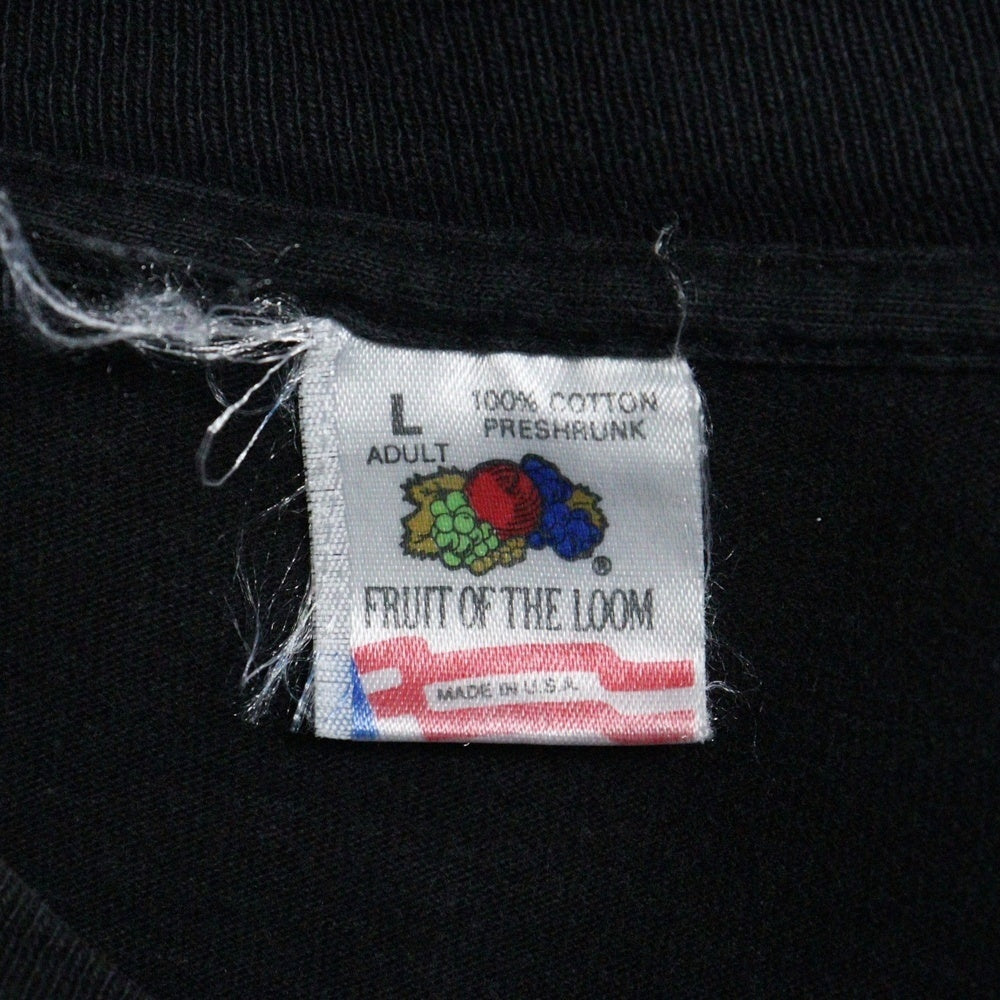 L
ADULT
100% COTTON
PRESHRUNK
®
FRUIT OF THE LOOM
MADE IN U.S.A.